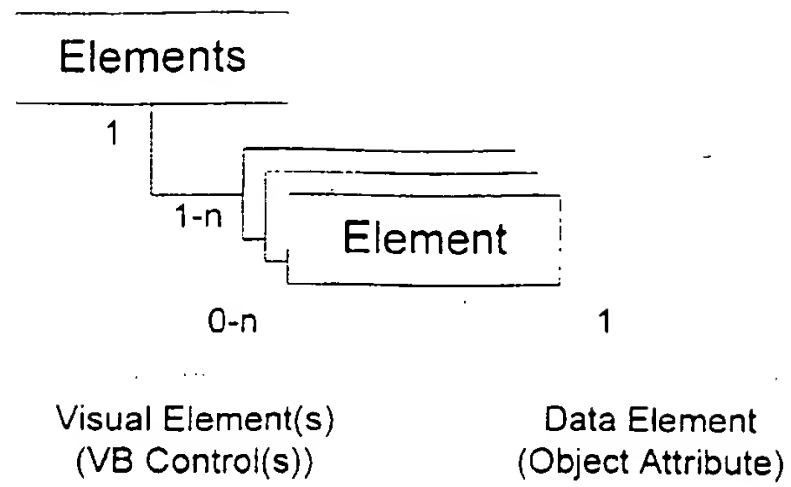 Elements
1
1-n
Element
0-n
1
Visual Element(s)
(VB Control(s))
Data Element
(Object Attribute)